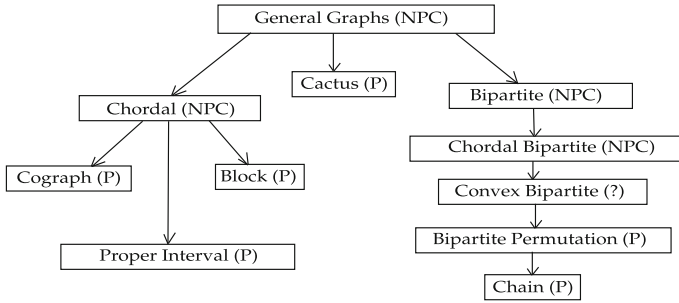 General Graphs (NPC)
Cactus (P)
Chordal (NPC)
Bipartite (NPC)
Chordal Bipartite (NPC)
Cograph (P)
Block (P)
Convex Bipartite (?)
Bipartite Permutation (P)
Proper Interval (P)
Chain (P)